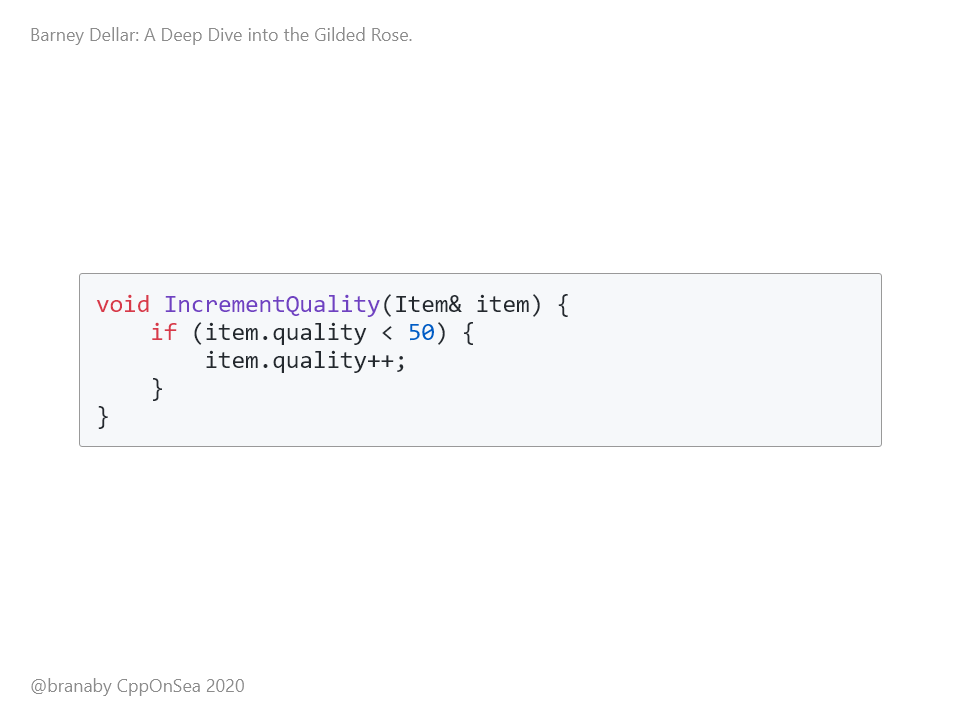 Barney Dellar: A Deep Dive into the Gilded Rose.
void IncrementQuality(Item& item) {
    if (item.quality < 50) {
        item.quality++;
    }
}
@branaby CppOnSea 2020